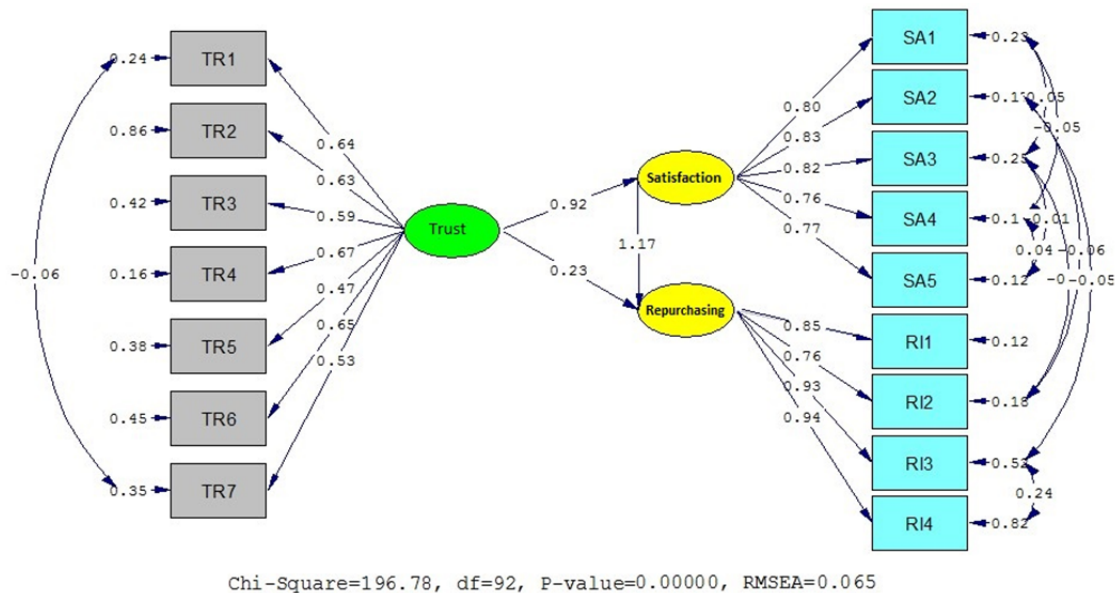 0.24 TR1
0.86 TR2
0.42 TR3
0.16 TR4
0.38 TR5
0.45 TR6
0.35 TR7
-0.06
0.64
0.63
0.59
0.67
0.47
0.65
0.53
Trust
0.92
0.23
Satisfaction
1.17
Repurchasing
0.80
0.83
0.82
0.76
0.77
0.85
0.76
0.93
0.94
SA1 0.23
SA2
SA3 0.25
SA4
SA5 0.12
RI1 0.12
RI2 0.18
RI3 0.52
RI4 0.82
-0.05
0.04
-0.06
-0.05
0.24
Chi-Square=196.78, df=92, P-value=0.00000, RMSEA=0.065